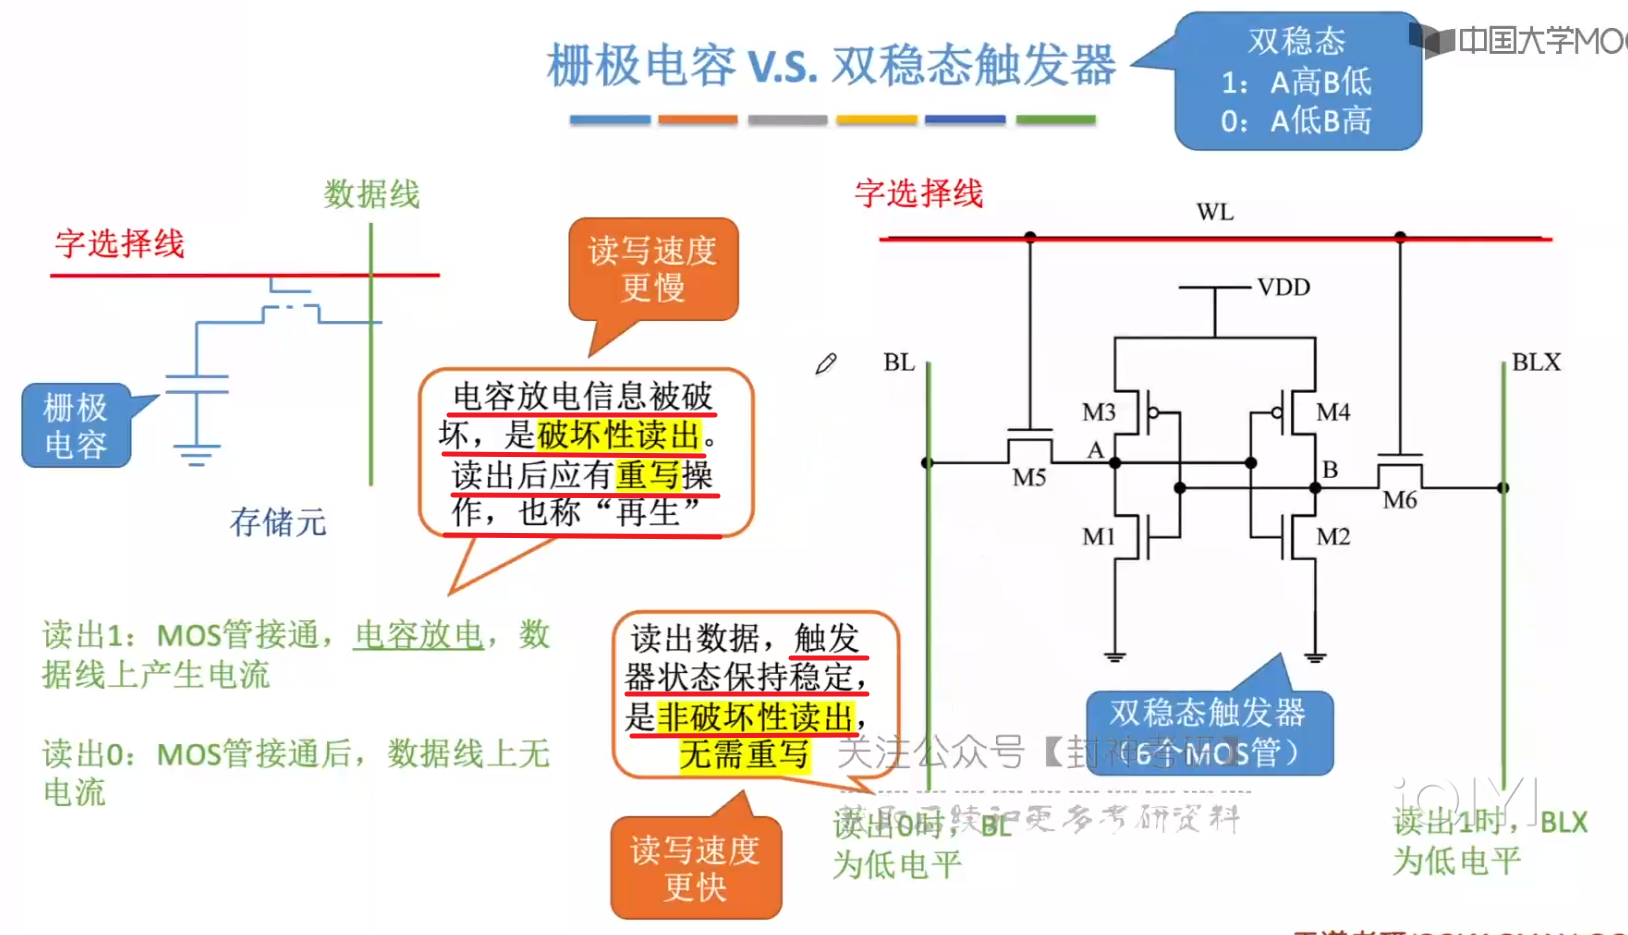 栅极电容 V.S. 双稳态触发器
双稳态
1：A高B低
0：A低B高
中国大学MOO
数据线
字选择线
栅极
电容
存储元
读写速度
更慢
电容放电信息被破
坏，是破坏性读出。
读出后应有重写操
作，也称“再生”
读出1：MOS管接通，电容放电，数
据线上产生电流
读出0：MOS管接通后，数据线上无
电流
字选择线
WL
VDD
BL
BLX
M3
M4
A
B
M5
M6
M1
M2
读出数据，触发
器状态保持稳定，
是非破坏性读出，
无需重写
读写速度
更快
双稳态触发器
（6个MOS管）
关注公众号【封神考研】
获取后续和更多考研资料
读出0时，BL
为低电平
读出1时，BLX
为低电平